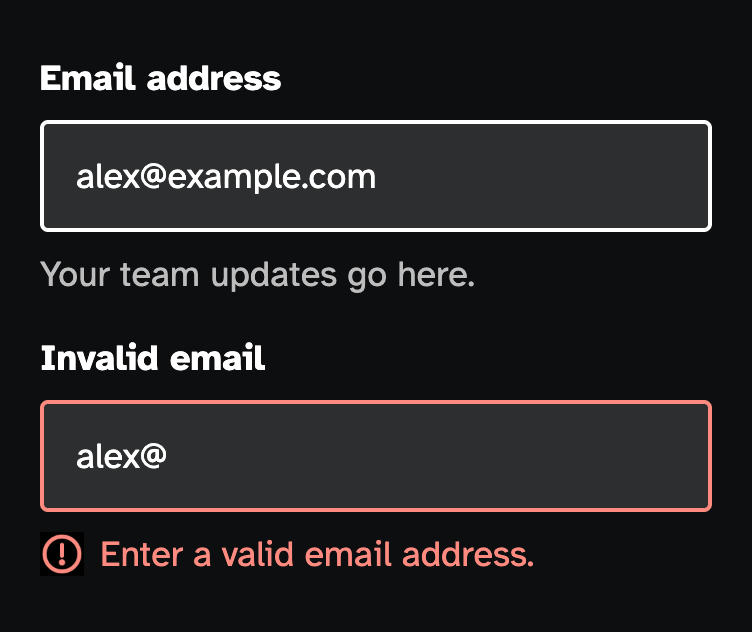 Email address
alex@example.com
Your team updates go here.
Invalid email
alex@
Enter a valid email address.